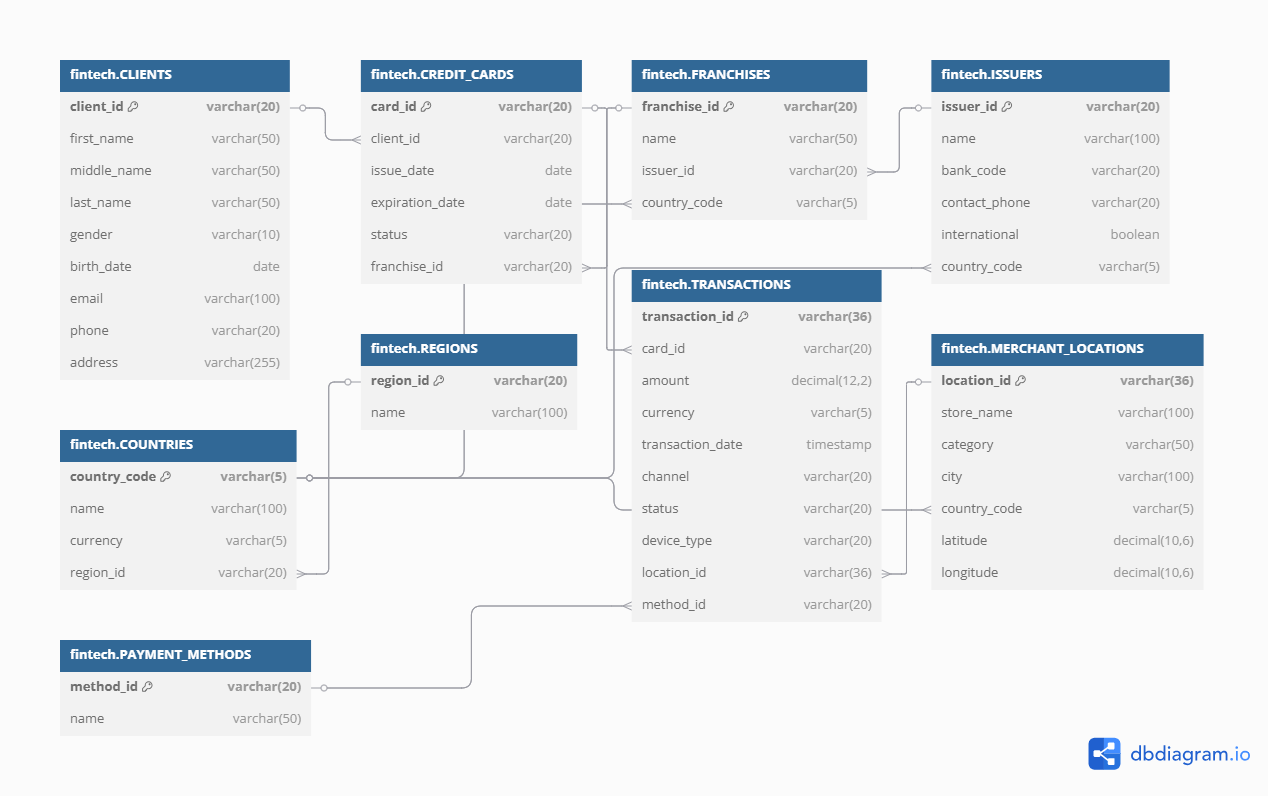 fintech.CLIENTS
client_id varchar(20)
first_name varchar(50)
middle_name varchar(50)
last_name varchar(50)
gender varchar(10)
birth_date date
email varchar(100)
phone varchar(20)
address varchar(255)
fintech.CREDIT_CARDS
card_id varchar(20)
client_id varchar(20)
issue_date date
expiration_date date
status varchar(20)
franchise_id varchar(20)
fintech.FRANCHISES
franchise_id varchar(20)
name varchar(50)
issuer_id varchar(20)
country_code varchar(5)
fintech.ISSUERS
issuer_id varchar(20)
name varchar(100)
bank_code varchar(20)
contact_phone varchar(20)
international boolean
country_code varchar(5)
fintech.REGIONS
region_id varchar(20)
name varchar(100)
fintech.TRANSACTIONS
transaction_id varchar(36)
card_id varchar(20)
amount decimal(12,2)
currency varchar(5)
transaction_date timestamp
channel varchar(20)
status varchar(20)
device_type varchar(20)
location_id varchar(36)
method_id varchar(20)
fintech.MERCHANT_LOCATIONS
location_id varchar(36)
store_name varchar(100)
category varchar(50)
city varchar(100)
country_code varchar(5)
latitude decimal(10,6)
longitude decimal(10,6)
fintech.COUNTRIES
country_code varchar(5)
name varchar(100)
currency varchar(5)
region_id varchar(20)
fintech.PAYMENT_METHODS
method_id varchar(20)
name varchar(50)
dbdiagram.io